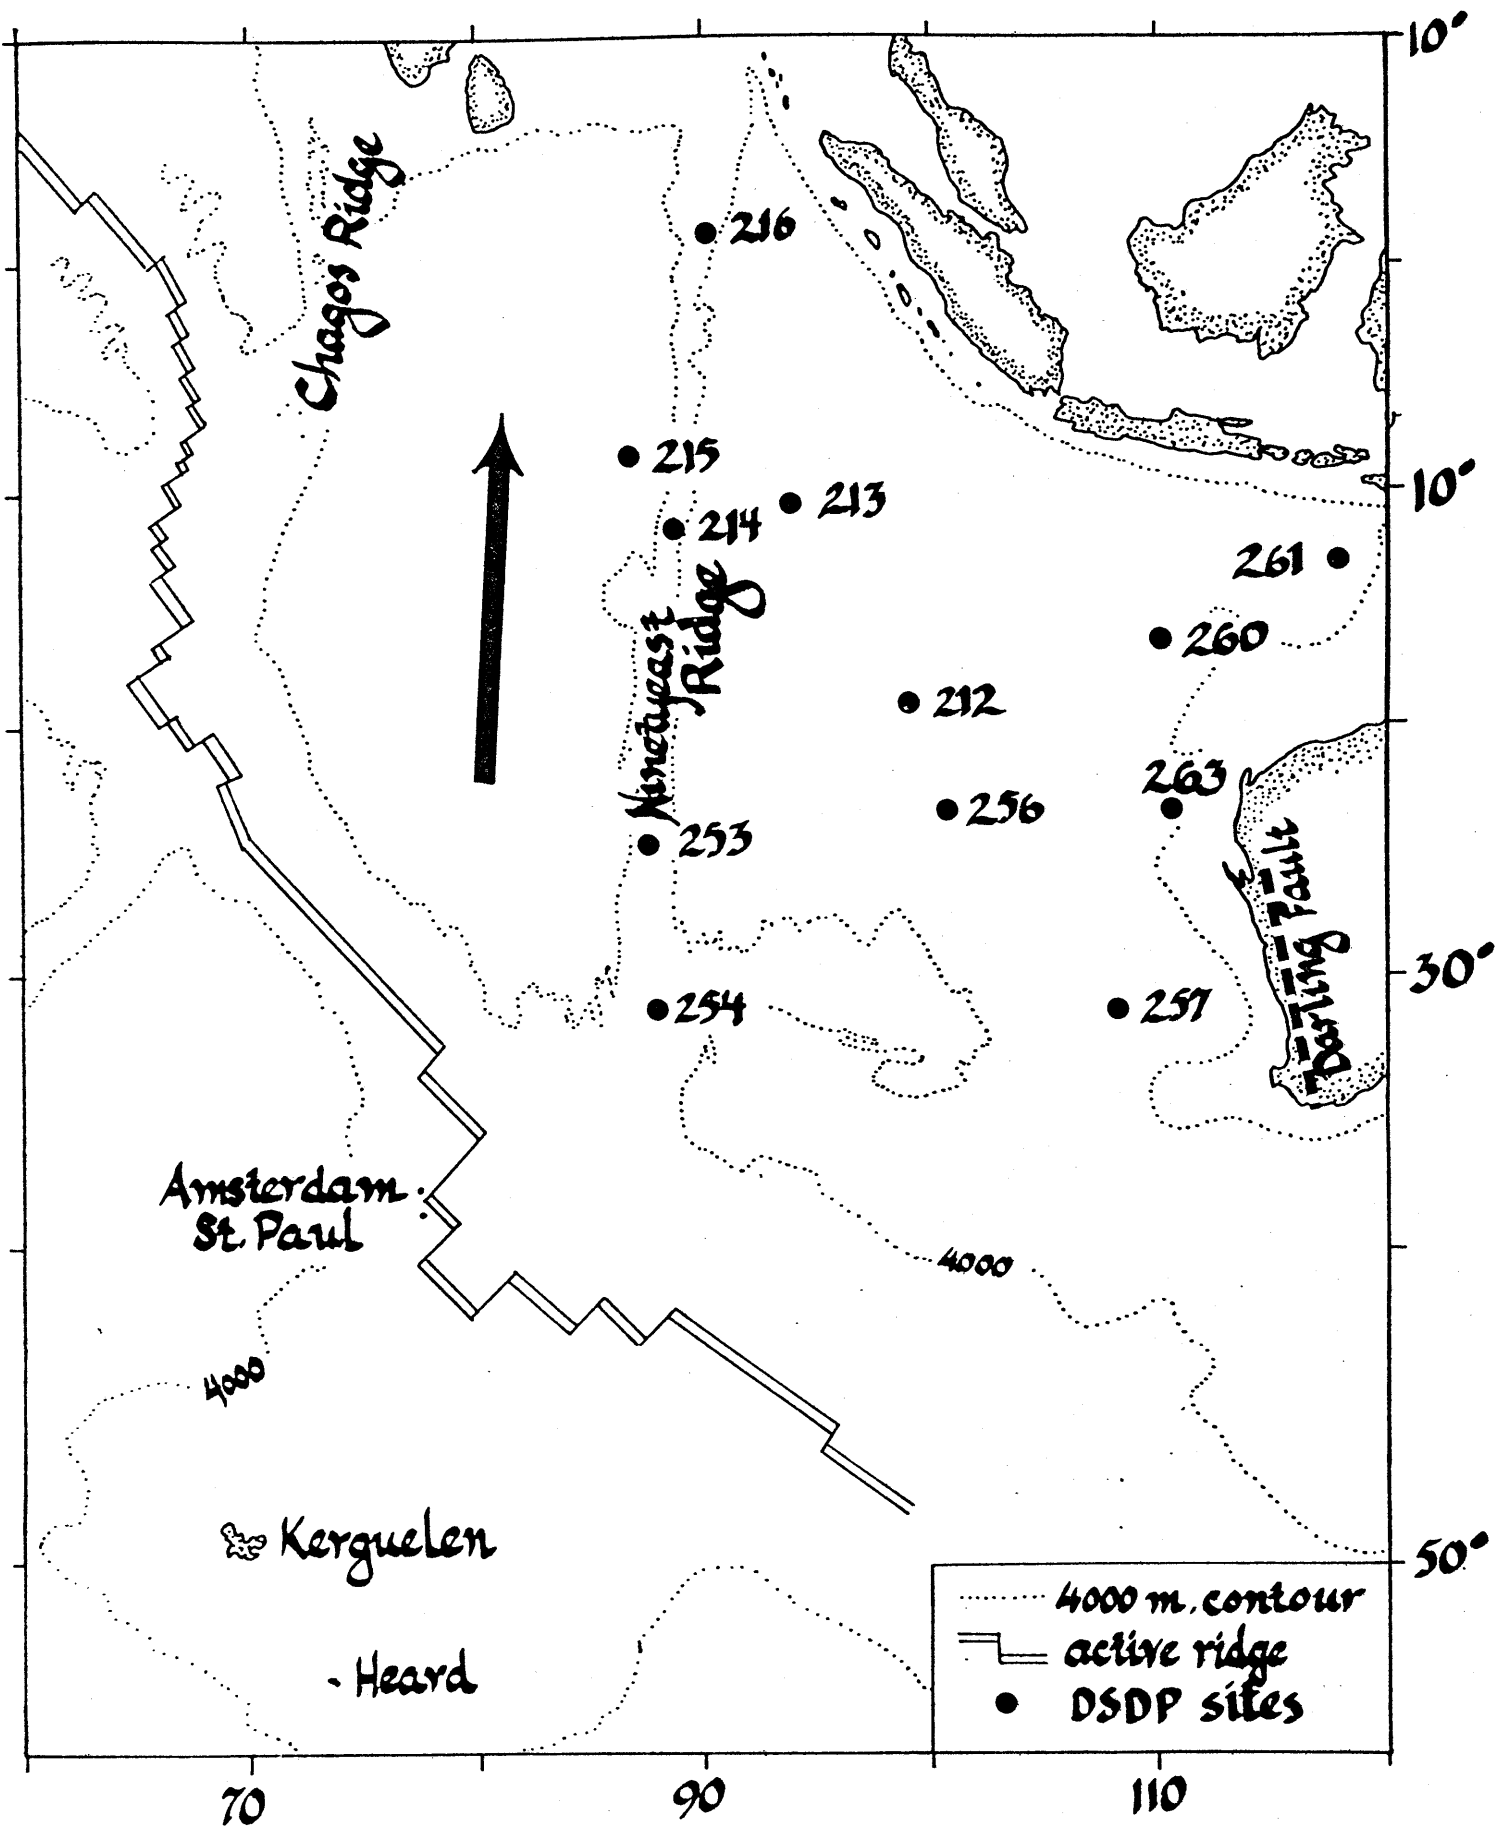 10°
Chagos Ridge
216
215
213
214
10°
261
Ninetyeast
Ridge
260
212
263
256
253
Darling Fault
30°
254
257
Amsterdam
St. Paul
4000
4000
Kerguelen
50°
Heard
4000 m. contour
active ridge
DSDP sites
70
90
110